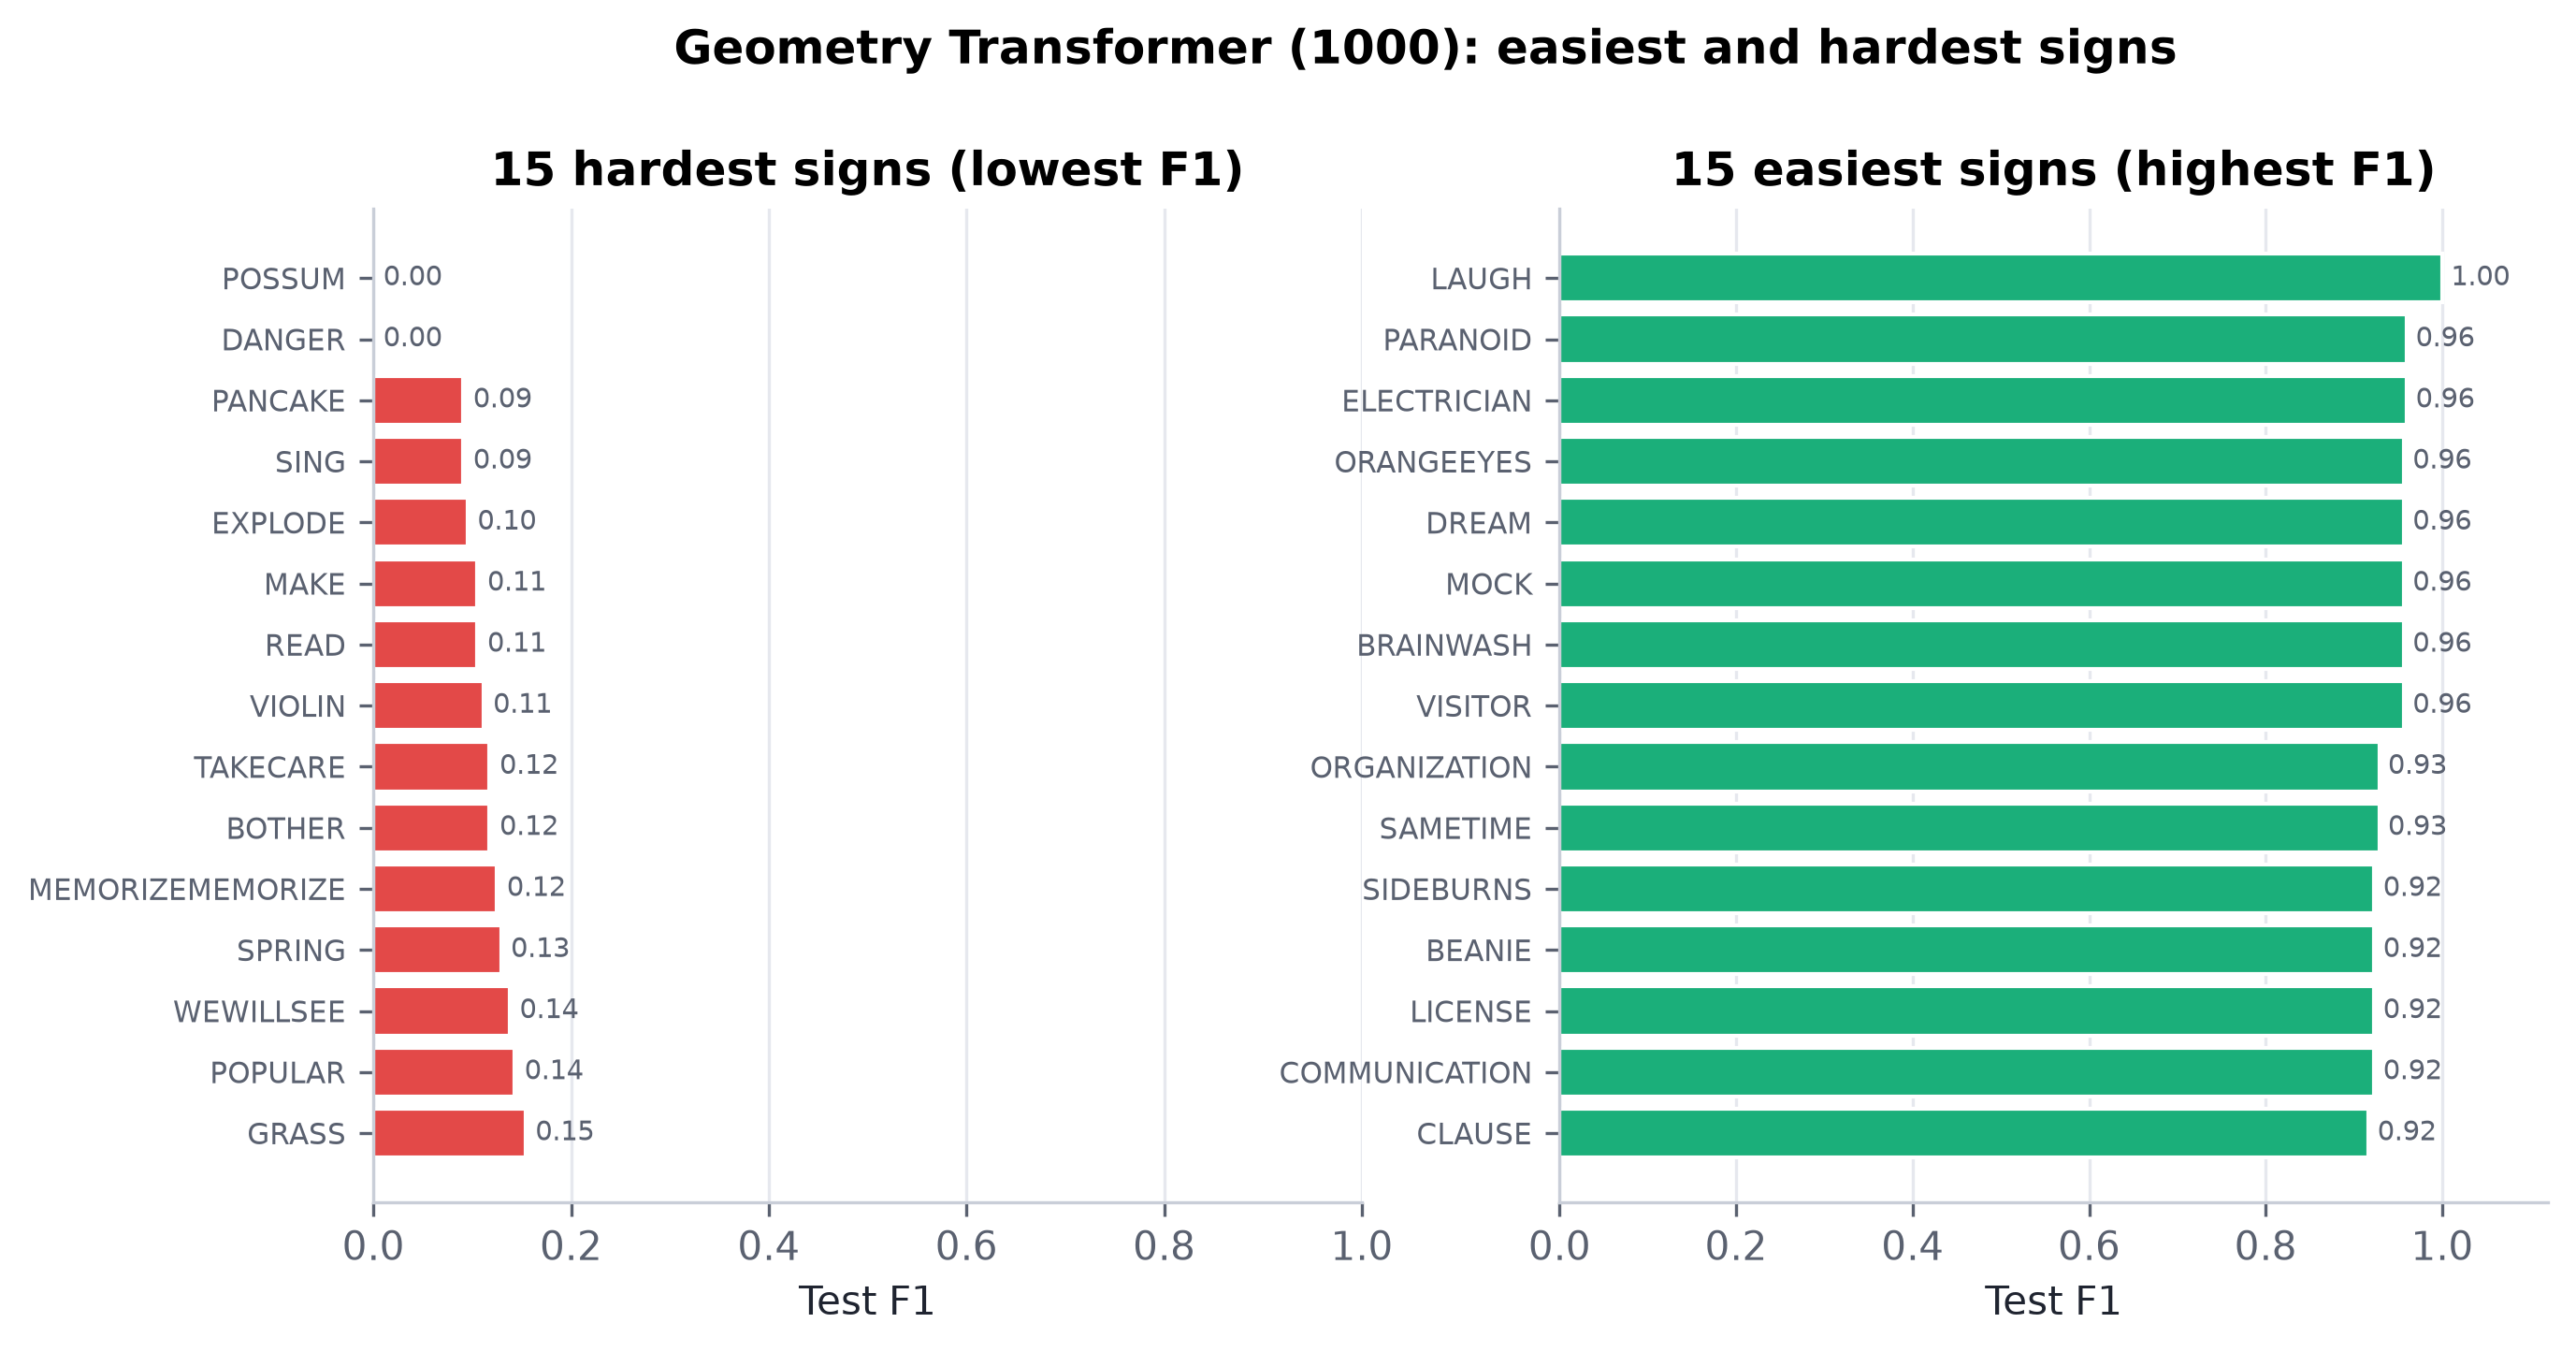 Geometry Transformer (1000): easiest and hardest signs
15 hardest signs (lowest F1)
POSSUM 0.00
DANGER 0.00
PANCAKE 0.09
SING 0.09
EXPLODE 0.10
MAKE 0.11
READ 0.11
VIOLIN 0.11
TAKECARE 0.12
BOTHER 0.12
MEMORIZEMEMORIZE 0.12
SPRING 0.13
WEWILLSEE 0.14
POPULAR 0.14
GRASS 0.15
0.0 0.2 0.4 0.6 0.8 1.0
Test F1
15 easiest signs (highest F1)
LAUGH 1.00
PARANOID 0.96
ELECTRICIAN 0.96
ORANGEEYES 0.96
DREAM 0.96
MOCK 0.96
BRAINWASH 0.96
VISITOR 0.96
ORGANIZATION 0.93
SAMETIME 0.93
SIDEBURNS 0.92
BEANIE 0.92
LICENSE 0.92
COMMUNICATION 0.92
CLAUSE 0.92
0.0 0.2 0.4 0.6 0.8 1.0
Test F1